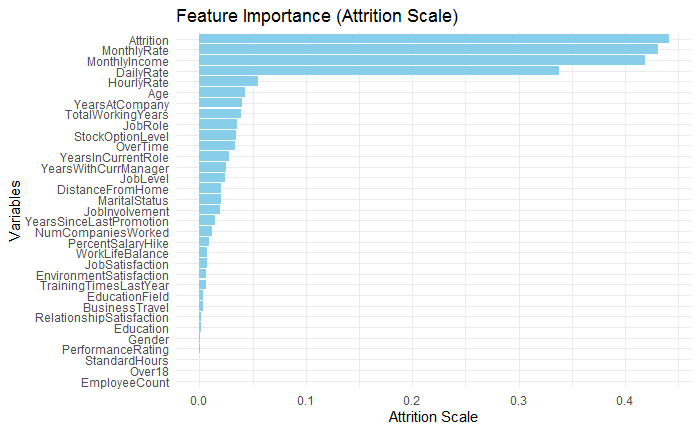 Feature Importance (Attrition Scale)
Attrition
MonthlyRate
MonthlyIncome
DailyRate
HourlyRate
Age
YearsAtCompany
TotalWorkingYears
JobRole
StockOptionLevel
OverTime
YearsInCurrentRole
YearsWithCurrManager
JobLevel
DistanceFromHome
MaritalStatus
JobInvolvement
YearsSinceLastPromotion
NumCompaniesWorked
PercentSalaryHike
WorkLifeBalance
JobSatisfaction
EnvironmentSatisfaction
TrainingTimesLastYear
EducationField
BusinessTravel
RelationshipSatisfaction
Education
Gender
PerformanceRating
StandardHours
Over18
EmployeeCount
Variables
0.0 0.1 0.2 0.3 0.4
Attrition Scale